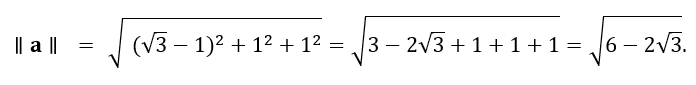 ‖ a ‖ = √((√3 − 1)² + 1² + 1²) = √(3 − 2√3 + 1 + 1 + 1) = √(6 − 2√3).